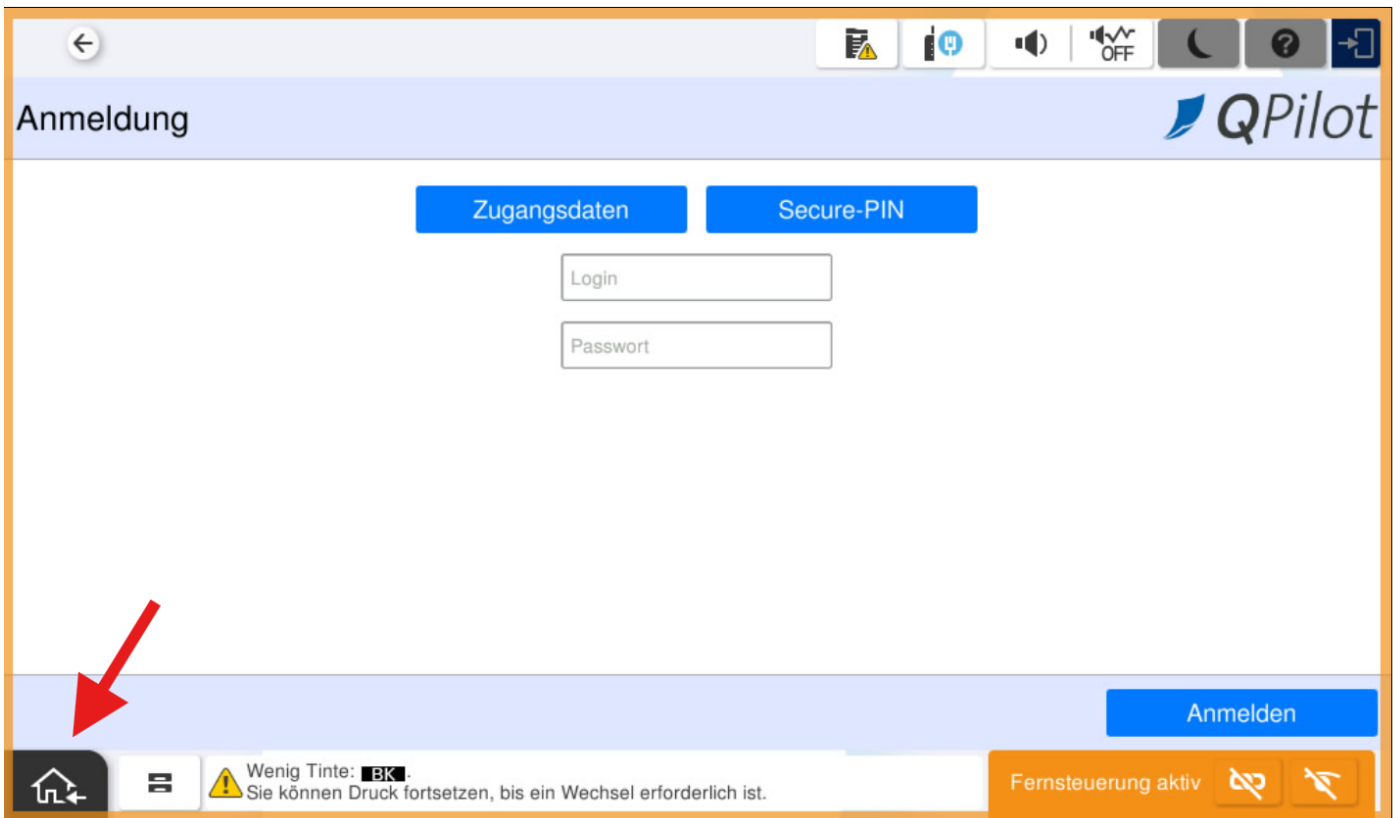 OFF
Anmeldung
QPilot
Zugangsdaten
Secure-PIN
Login
Passwort
Anmelden
Wenig Tinte: BK.
Sie können Druck fortsetzen, bis ein Wechsel erforderlich ist.
Fernsteuerung aktiv